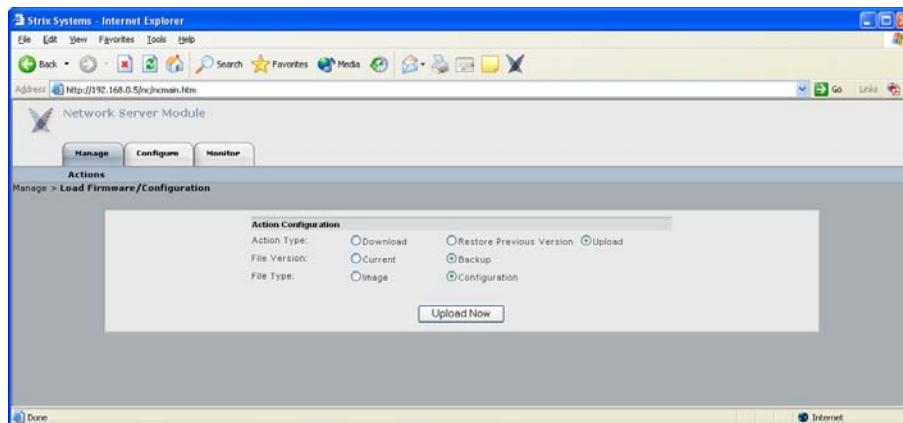 Strix Systems - Internet Explorer
File Edit View Favorites Tools Help
Back Search Favorites Media
Address http://192.168.0.5/nc/ncmain.htm Go Links
Network Server Module
Manage Configure Monitor
Actions
Manage > Load Firmware/Configuration
Action Configuration
Action Type: Download Restore Previous Version Upload
File Version: Current Backup
File Type: Image Configuration
Upload Now
Done Internet